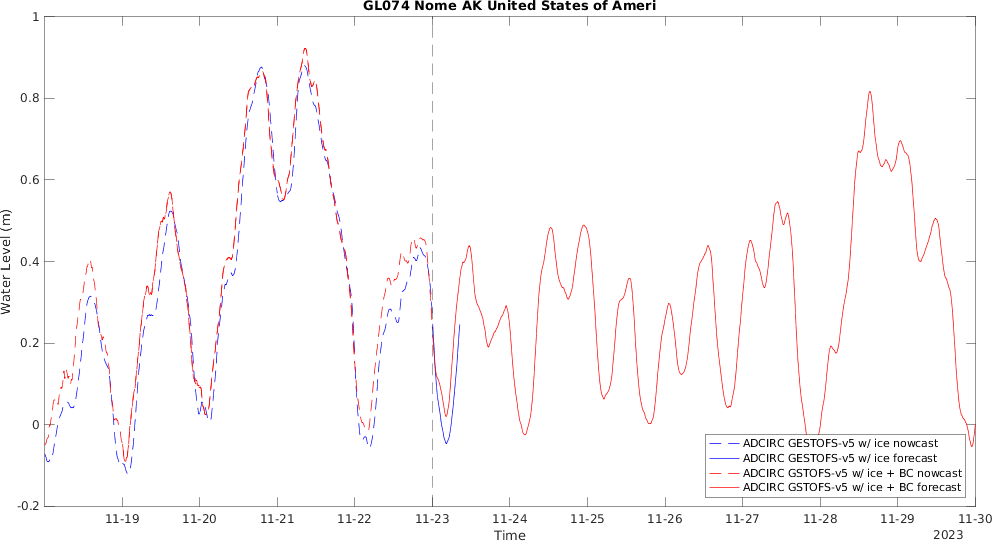 GL074 Nome AK United States of Ameri
1
0.8
0.6
0.4
0.2
0
-0.2
Water Level (m)
11-19 11-20 11-21 11-22 11-23 11-24 11-25 11-26 11-27 11-28 11-29 11-30
Time
2023
ADCIRC GESTOFS-v5 w/ ice nowcast
ADCIRC GESTOFS-v5 w/ ice forecast
ADCIRC GSTOFS-v5 w/ ice + BC nowcast
ADCIRC GSTOFS-v5 w/ ice + BC forecast